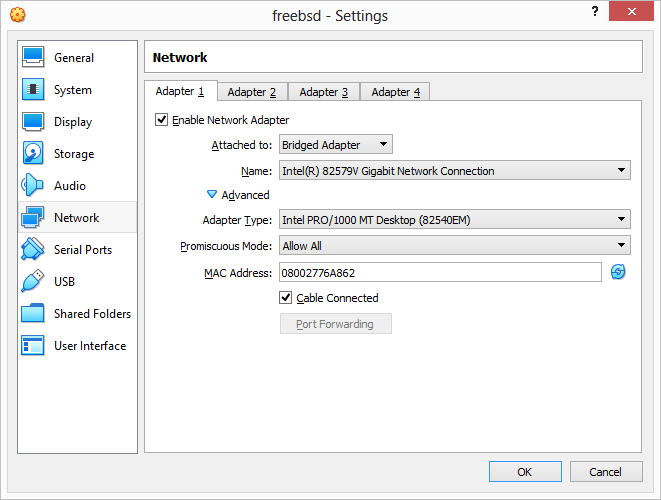 freebsd - Settings
?
General
System
Display
Storage
Audio
Network
Serial Ports
USB
Shared Folders
User Interface
Network
Adapter 1 Adapter 2 Adapter 3 Adapter 4
Enable Network Adapter
Attached to: Bridged Adapter
Name: Intel(R) 82579V Gigabit Network Connection
Advanced
Adapter Type: Intel PRO/1000 MT Desktop (82540EM)
Promiscuous Mode: Allow All
MAC Address: 08002776A862
Cable Connected
Port Forwarding
OK Cancel